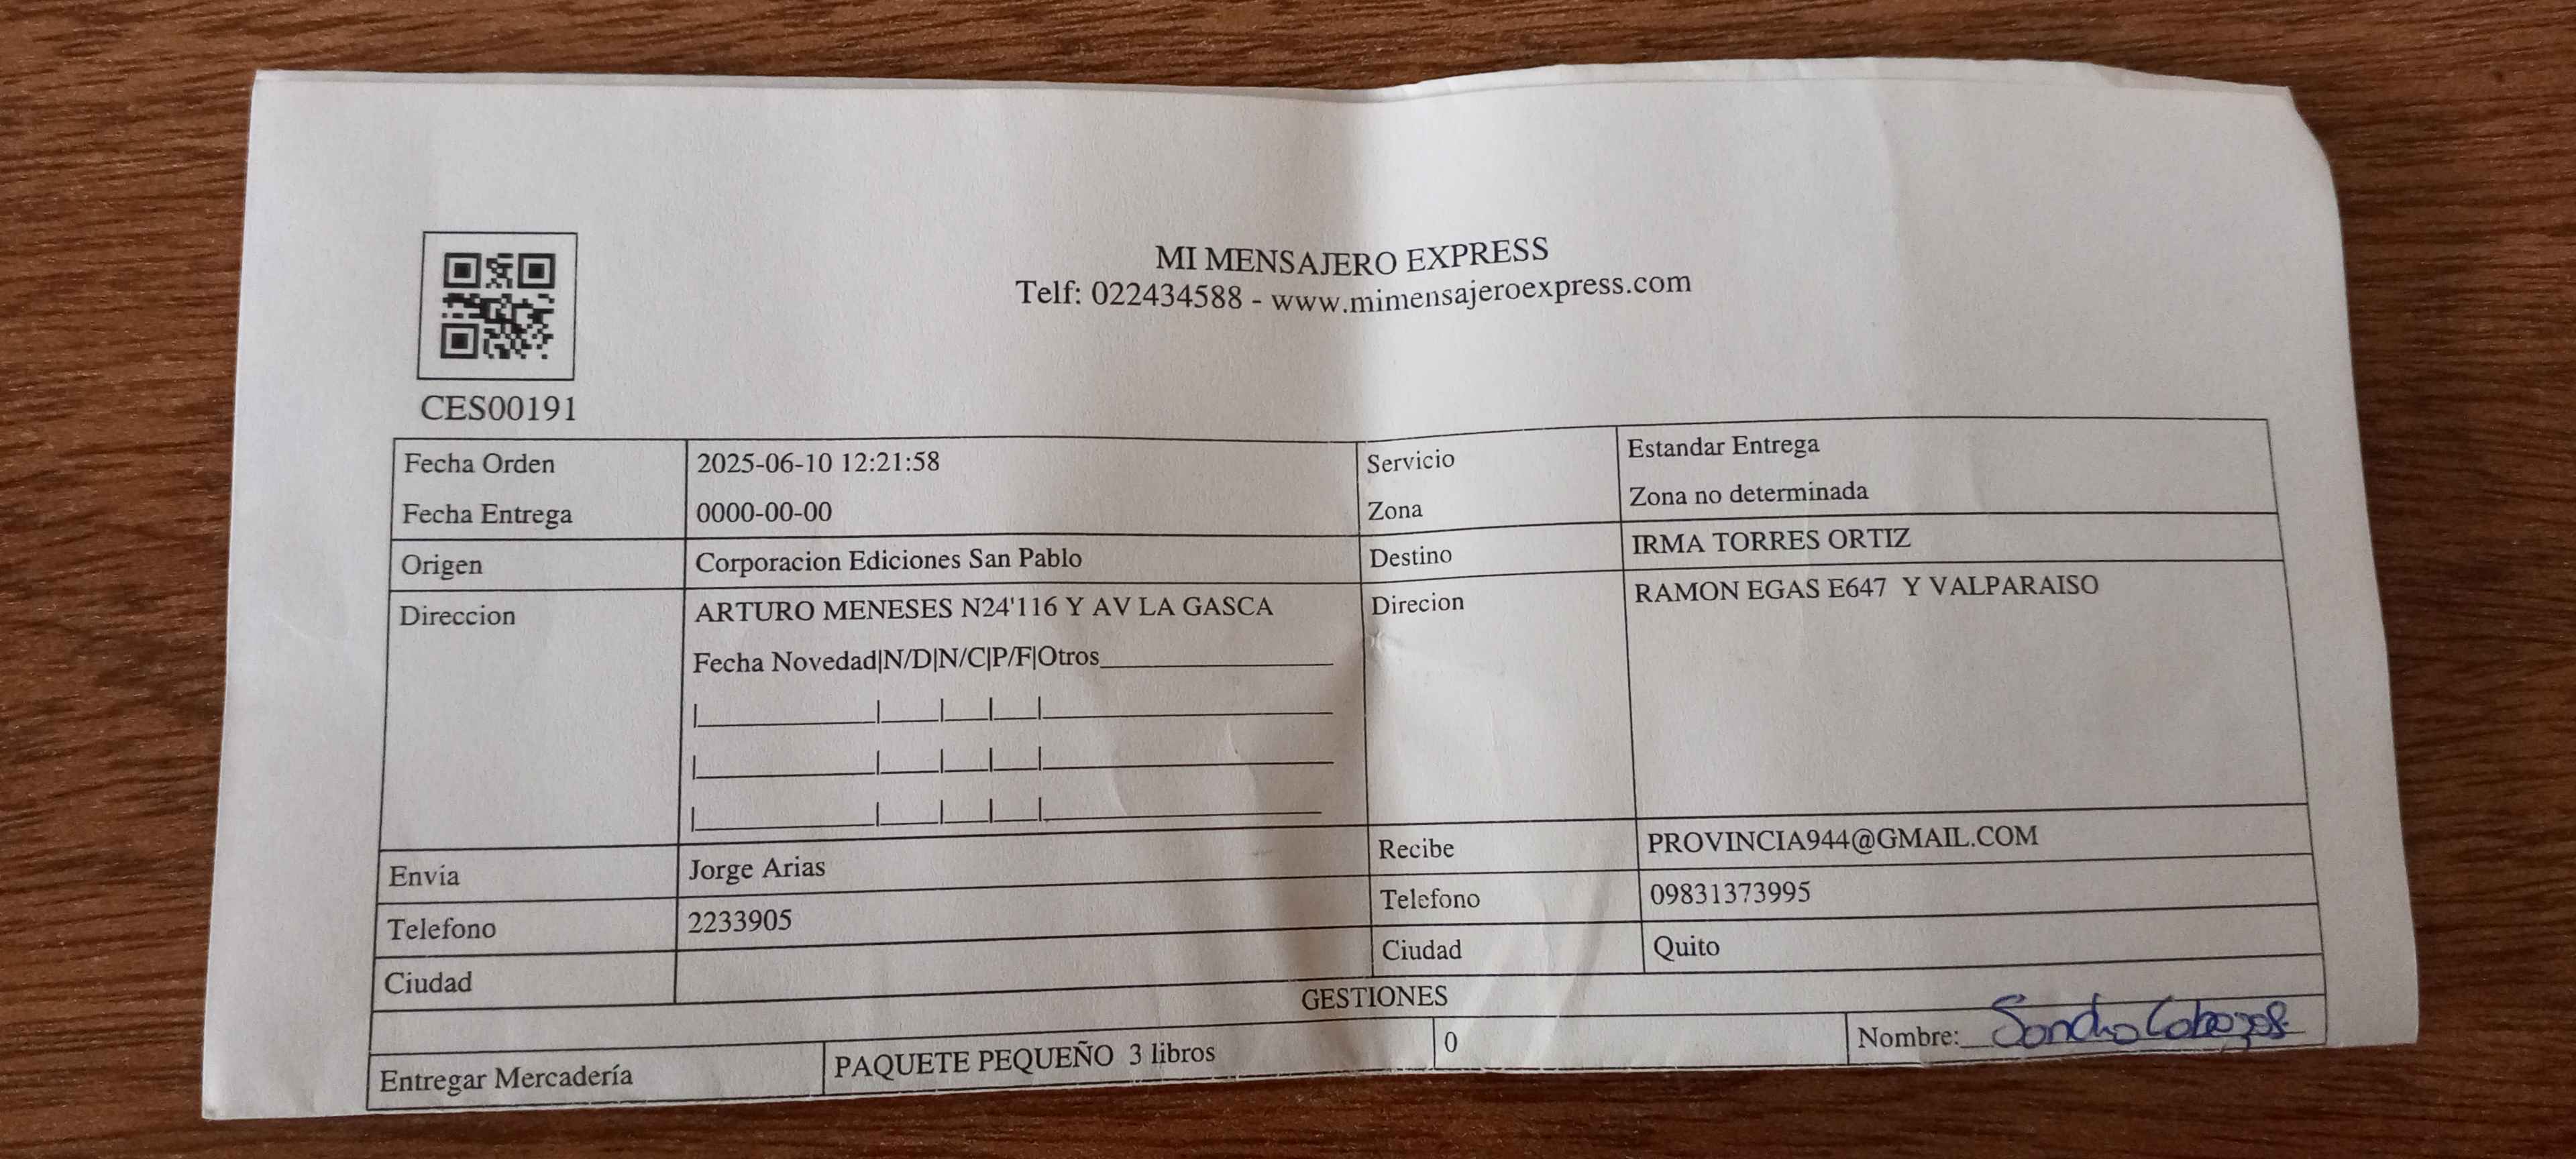 MI MENSAJERO EXPRESS
Telf: 022434588 - www.mimensajeroexpress.com
CES00191
Fecha Orden 2025-06-10 12:21:58 Servicio Estandar Entrega
Fecha Entrega 0000-00-00 Zona Zona no determinada
Origen Corporacion Ediciones San Pablo Destino IRMA TORRES ORTIZ
Direccion ARTURO MENESES N24'116 Y AV LA GASCA Direcion RAMON EGAS E647 Y VALPARAISO
Fecha Novedad|N/D|N/C|P/F|Otros
Envia Jorge Arias Recibe PROVINCIA944@GMAIL.COM
Telefono 2233905 Telefono 09831373995
Ciudad Ciudad Quito
GESTIONES
Entregar Mercadería PAQUETE PEQUEÑO 3 libros 0 Nombre: